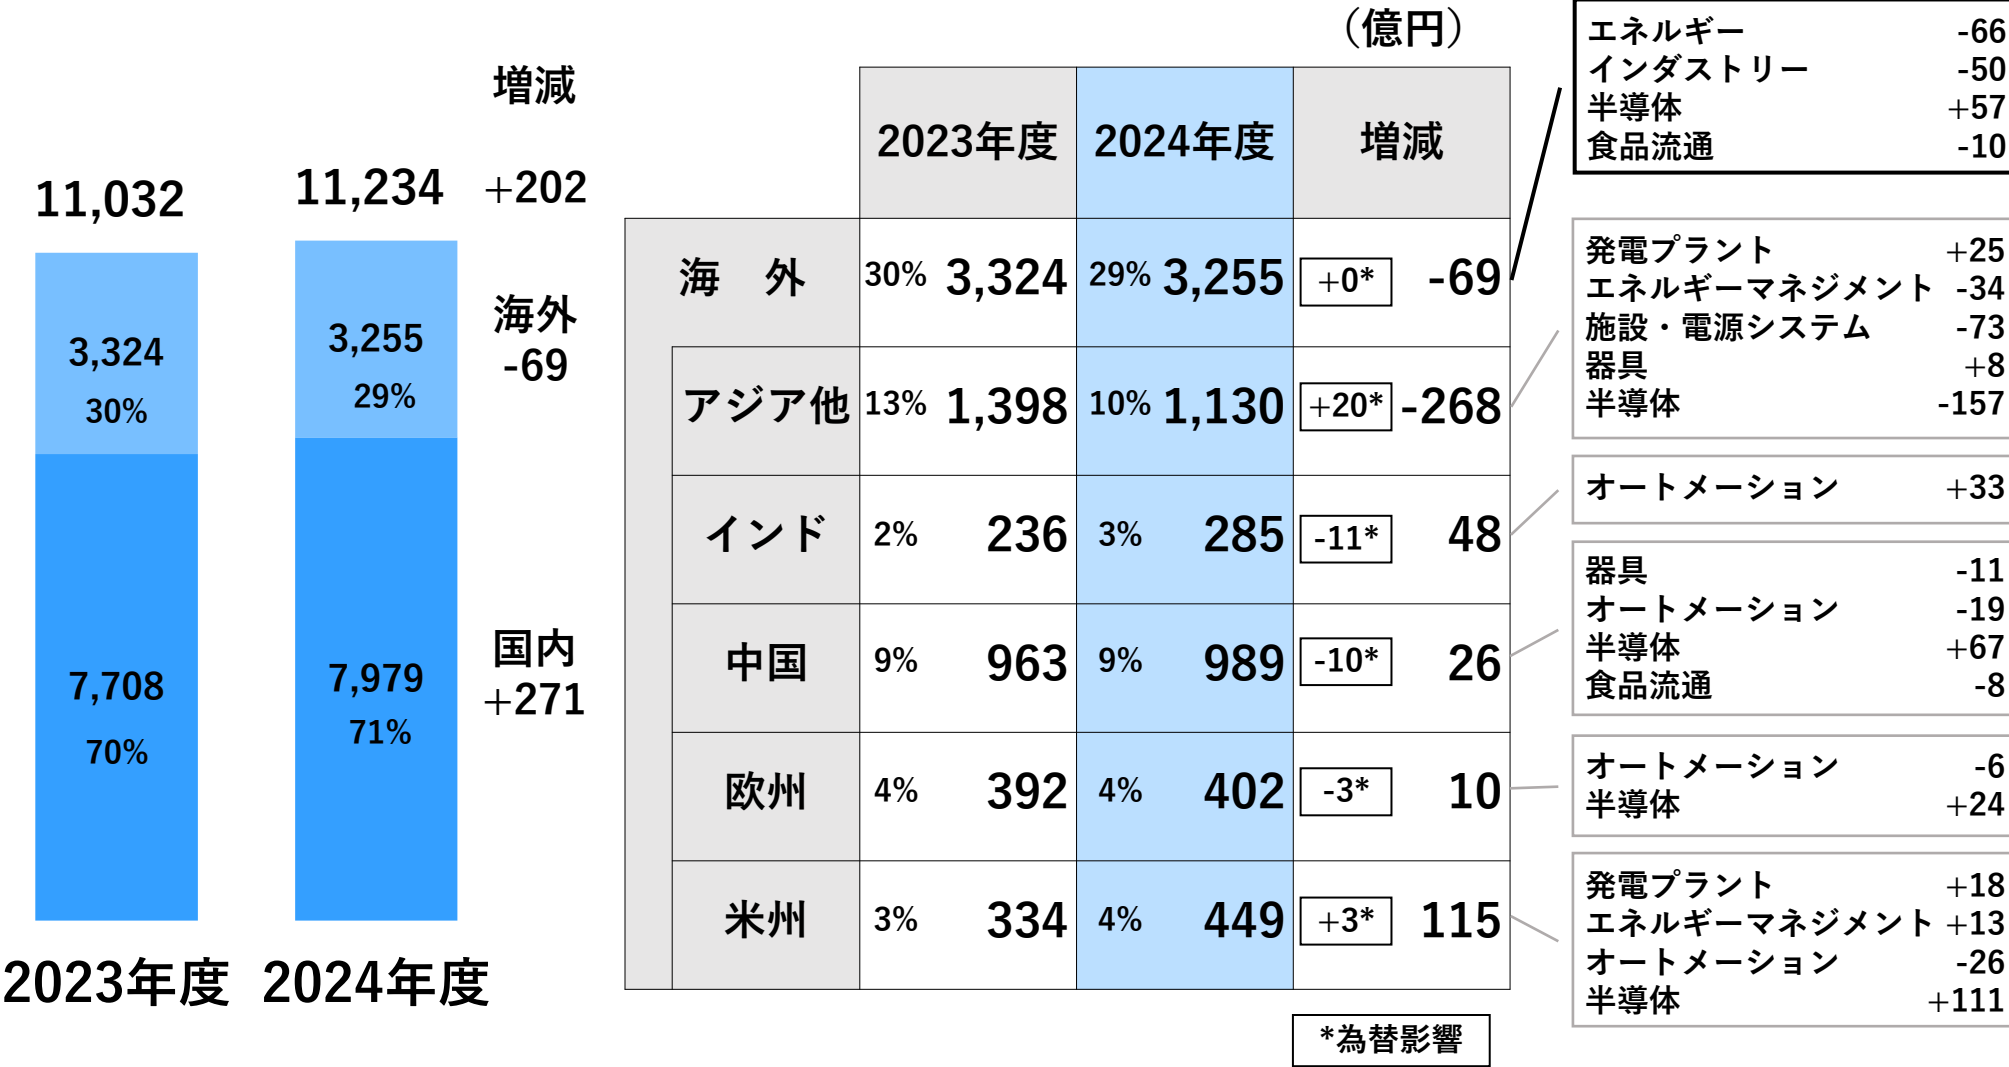 増減
11,032
11,234
+202
3,324
30%
3,255
29%
海外
-69
7,708
70%
7,979
71%
国内
+271
2023年度
2024年度
（億円）
2023年度 2024年度 増減
海　外 30% 3,324 29% 3,255 +0* -69
アジア他 13% 1,398 10% 1,130 +20* -268
インド 2% 236 3% 285 -11* 48
中国 9% 963 9% 989 -10* 26
欧州 4% 392 4% 402 -3* 10
米州 3% 334 4% 449 +3* 115
*為替影響
エネルギー -66
インダストリー -50
半導体 +57
食品流通 -10
発電プラント +25
エネルギーマネジメント -34
施設・電源システム -73
器具 +8
半導体 -157
オートメーション +33
器具 -11
オートメーション -19
半導体 +67
食品流通 -8
オートメーション -6
半導体 +24
発電プラント +18
エネルギーマネジメント +13
オートメーション -26
半導体 +111